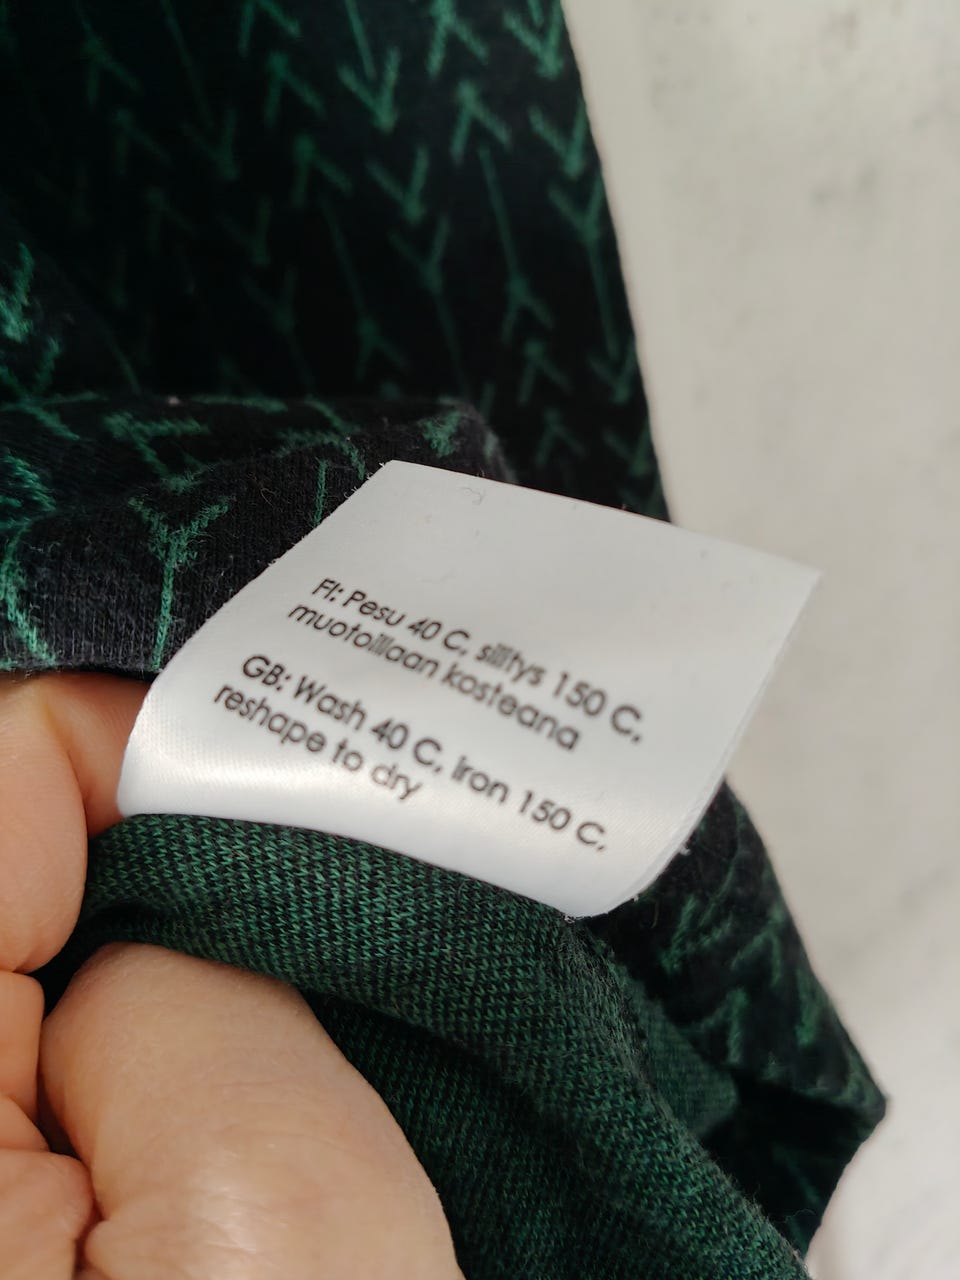 FI: Pesu 40 C, silitys 150 C,
muotoillaan kosteana
GB: Wash 40 C, iron 150 C,
reshape to dry